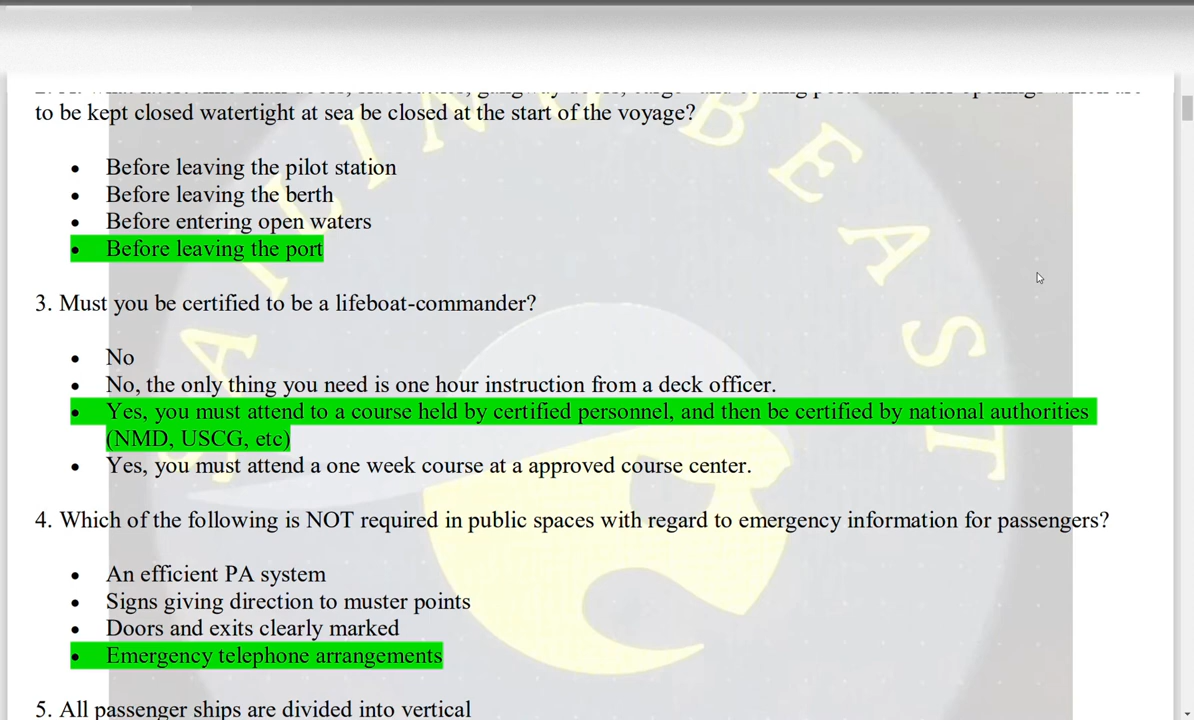 to be kept closed watertight at sea be closed at the start of the voyage?
• Before leaving the pilot station
• Before leaving the berth
• Before entering open waters
• Before leaving the port
3. Must you be certified to be a lifeboat-commander?
• No
• No, the only thing you need is one hour instruction from a deck officer.
• Yes, you must attend to a course held by certified personnel, and then be certified by national authorities
(NMD, USCG, etc)
• Yes, you must attend a one week course at a approved course center.
4. Which of the following is NOT required in public spaces with regard to emergency information for passengers?
• An efficient PA system
• Signs giving direction to muster points
• Doors and exits clearly marked
• Emergency telephone arrangements
5. All passenger ships are divided into vertical
BEAST